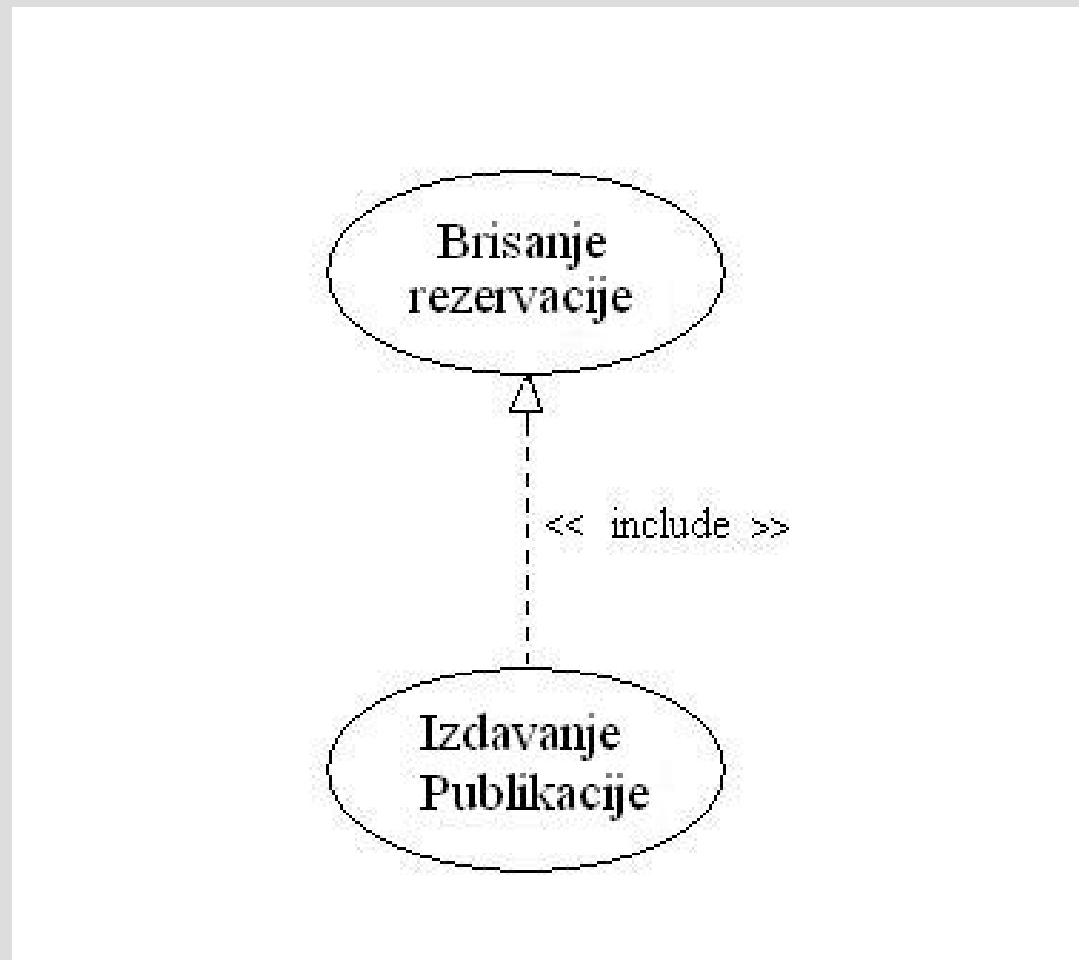 Brisanje
rezervacije
<< include >>
Izdavanje
Publikacije